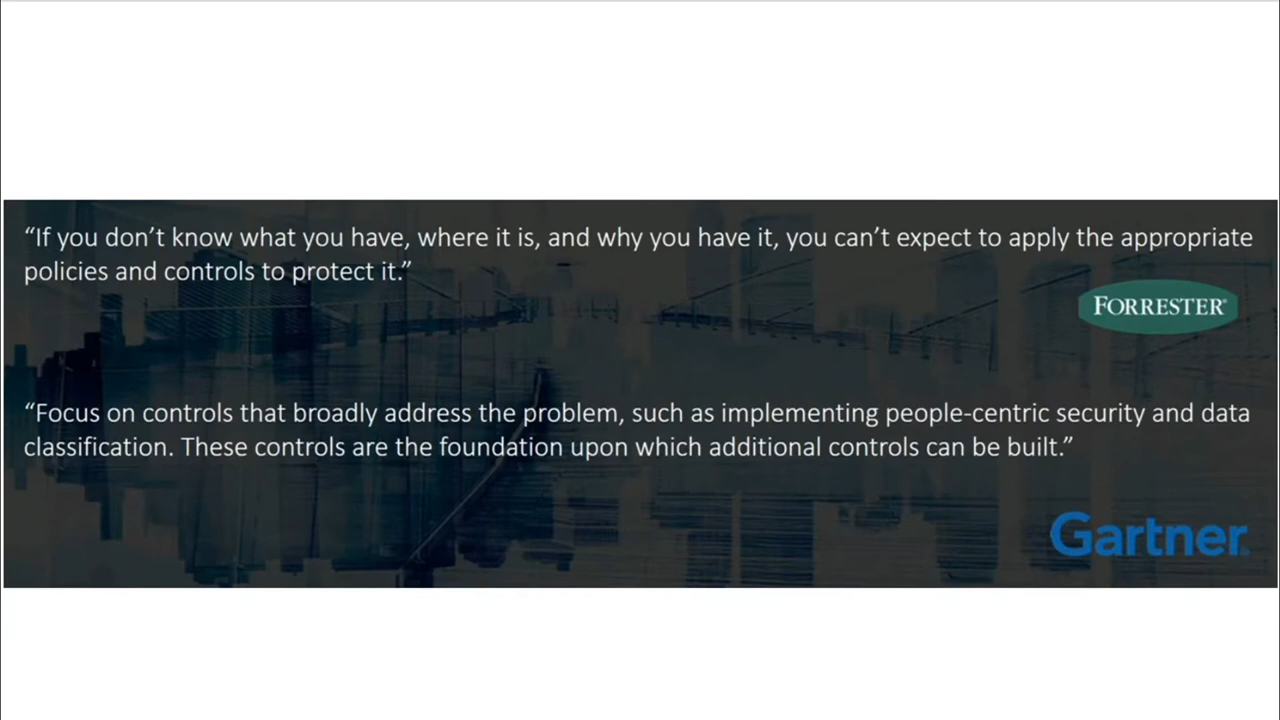 “If you don’t know what you have, where it is, and why you have it, you can’t expect to apply the appropriate
policies and controls to protect it.”
FORRESTER®
“Focus on controls that broadly address the problem, such as implementing people-centric security and data
classification. These controls are the foundation upon which additional controls can be built.”
Gartner